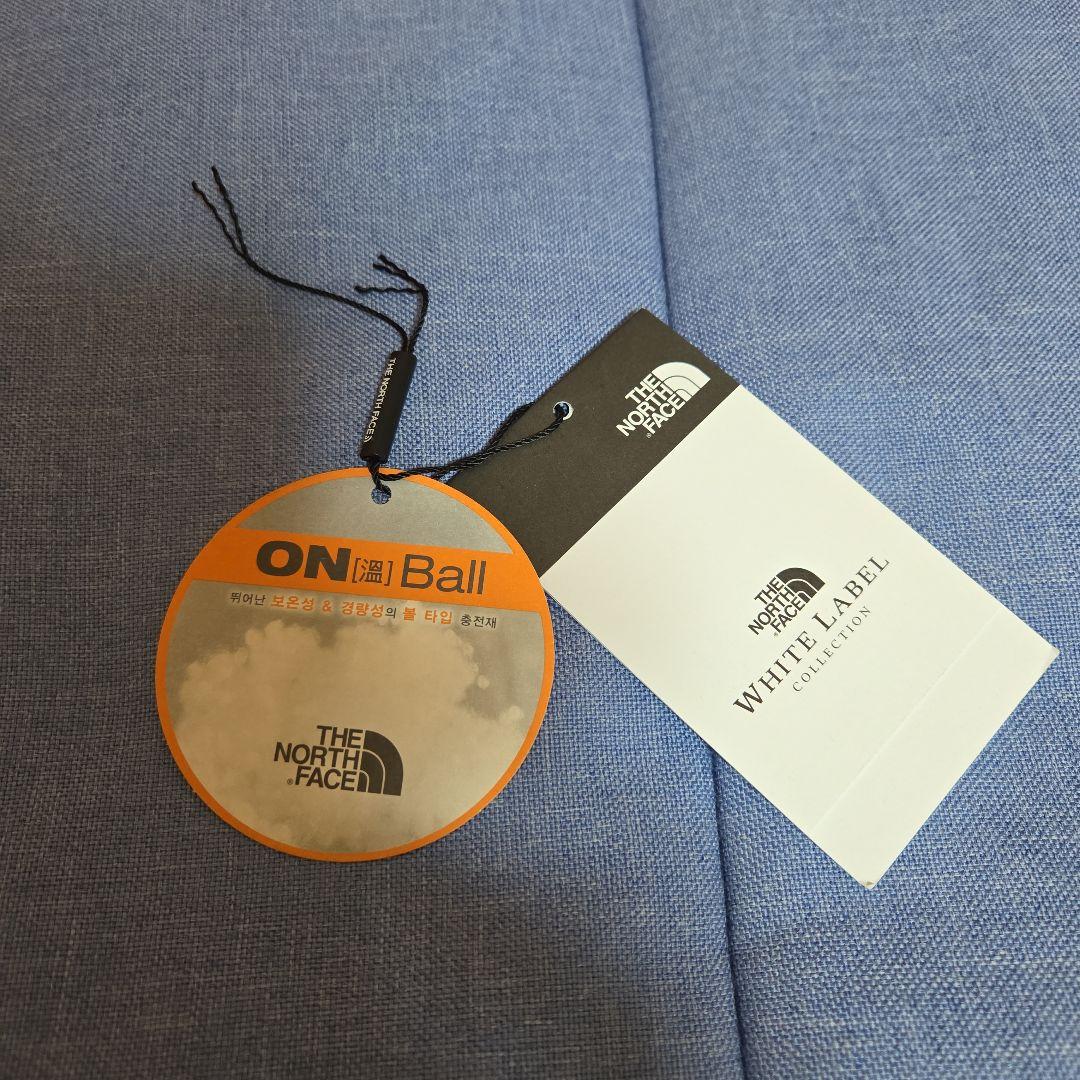 THE NORTH FACE
ON[溫] Ball
뛰어난 보온성 & 경량성의 볼 타입 충전재
THE
NORTH
®FACE
THE
NORTH
®FACE
THE
NORTH
®FACE
WHITE LABEL
COLLECTION